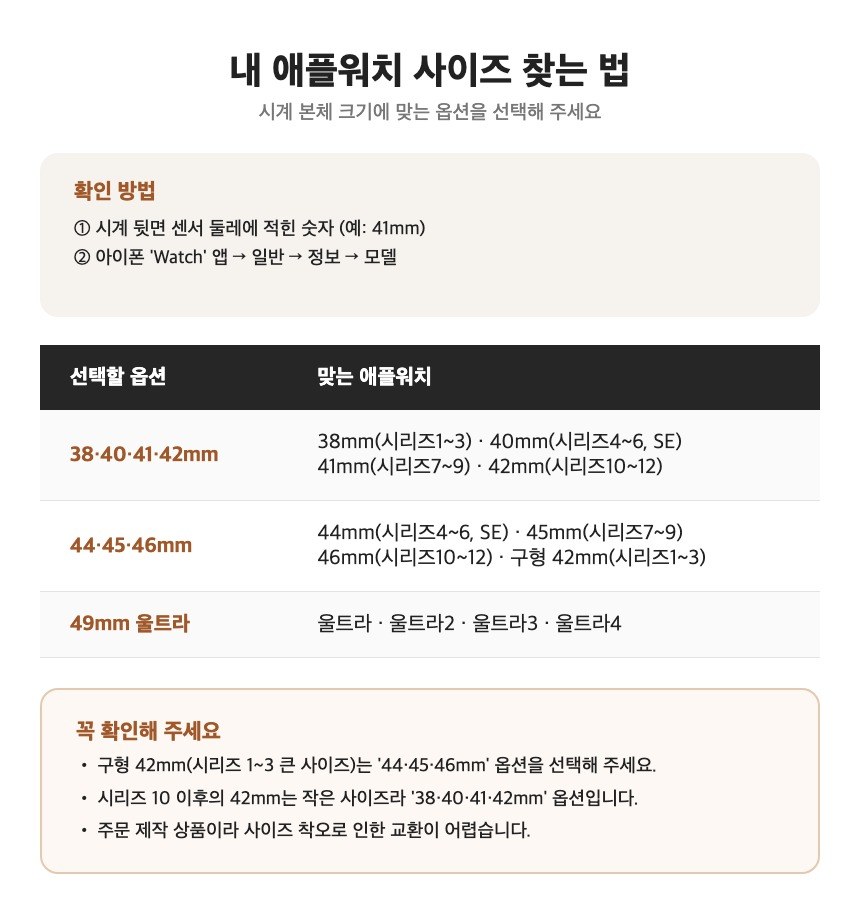 내 애플워치 사이즈 찾는 법
시계 본체 크기에 맞는 옵션을 선택해 주세요
확인 방법
① 시계 뒷면 센서 둘레에 적힌 숫자 (예: 41mm)
② 아이폰 'Watch' 앱 → 일반 → 정보 → 모델
선택할 옵션
맞는 애플워치
38·40·41·42mm
38mm(시리즈1~3) · 40mm(시리즈4~6, SE)
41mm(시리즈7~9) · 42mm(시리즈10~12)
44·45·46mm
44mm(시리즈4~6, SE) · 45mm(시리즈7~9)
46mm(시리즈10~12) · 구형 42mm(시리즈1~3)
49mm 울트라
울트라 · 울트라2 · 울트라3 · 울트라4
꼭 확인해 주세요
• 구형 42mm(시리즈 1~3 큰 사이즈)는 '44·45·46mm' 옵션을 선택해 주세요.
• 시리즈 10 이후의 42mm는 작은 사이즈라 '38·40·41·42mm' 옵션입니다.
• 주문 제작 상품이라 사이즈 착오로 인한 교환이 어렵습니다.